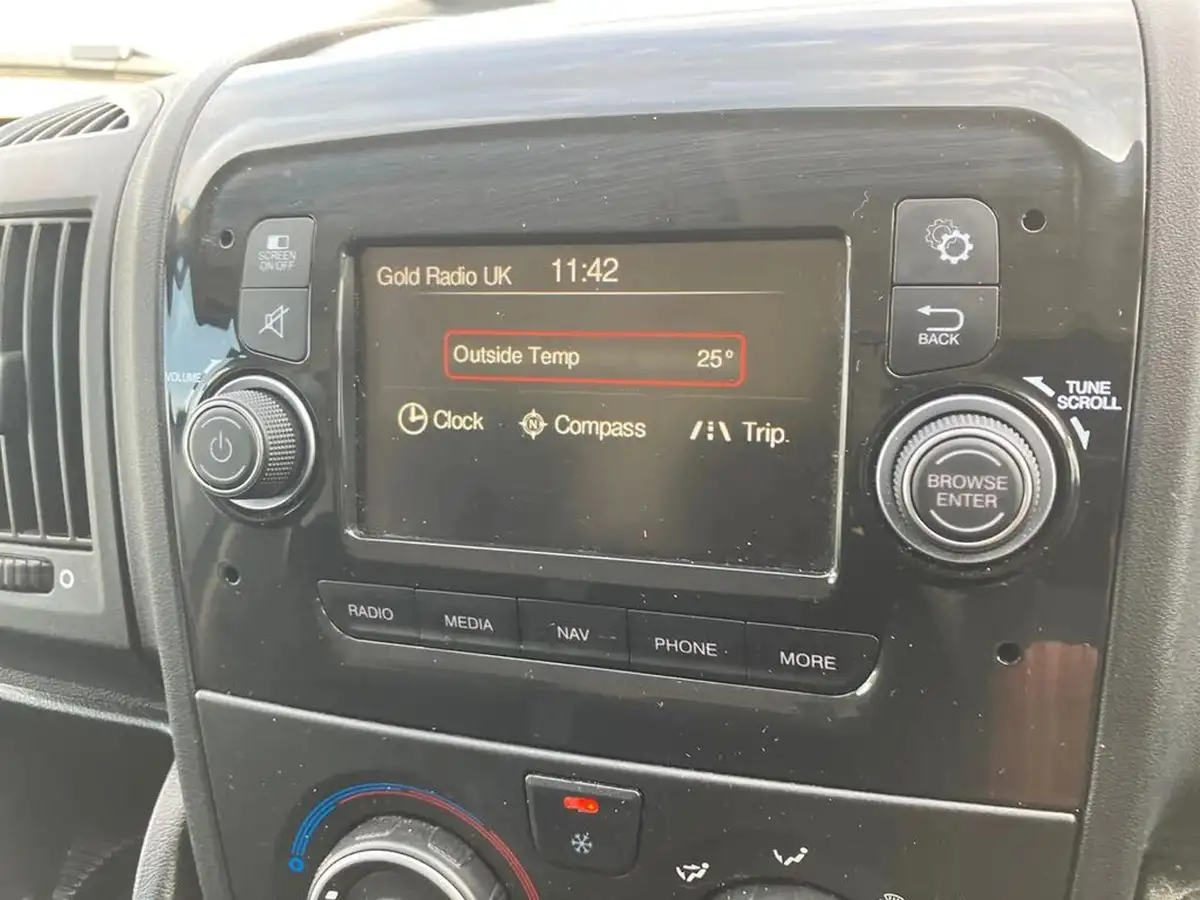 SCREEN
ON/OFF
Gold Radio UK 11:42
Outside Temp 25°
Clock Compass Trip.
N
BACK
VOLUME
TUNE
SCROLL
BROWSE
ENTER
RADIO MEDIA NAV PHONE MORE